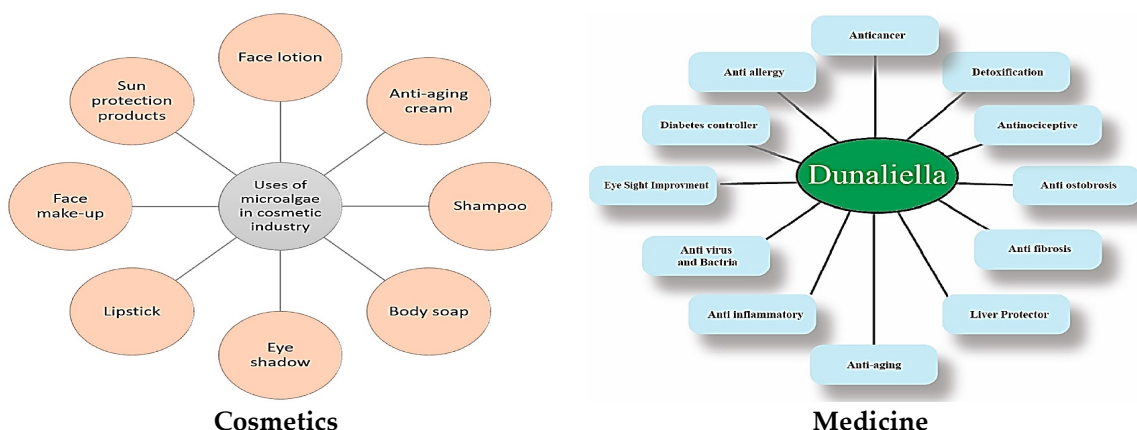 Face lotion
Anti-aging
cream
Shampoo
Body soap
Eye
shadow
Lipstick
Face
make-up
Sun
protection
products
Uses of
microalgae
in cosmetic
industry
Cosmetics
Anticancer
Detoxification
Antinociceptive
Anti ostobrosis
Anti fibrosis
Liver Protector
Anti-aging
Anti inflammatory
Anti virus
and Bactria
Eye Sight Improvment
Diabetes controller
Anti allergy
Dunaliella
Medicine